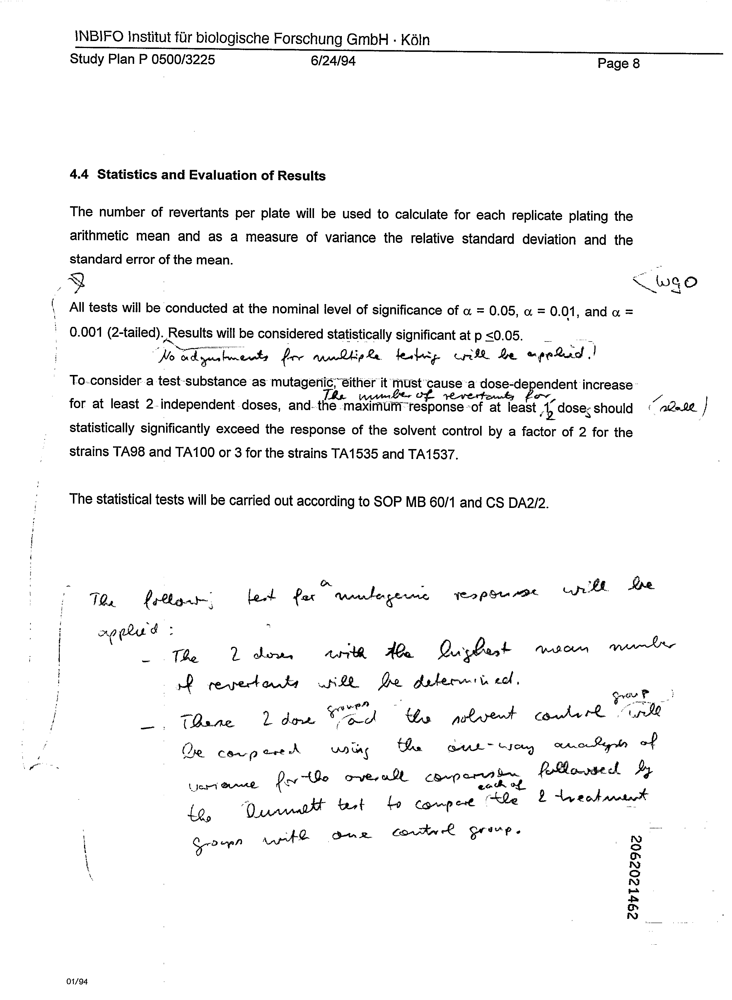 INBIFO Institut für biologische Forschung GmbH · Köln
Study Plan P 0500/3225 6/24/94 Page 8
4.4 Statistics and Evaluation of Results
The number of revertants per plate will be used to calculate for each replicate plating the
arithmetic mean and as a measure of variance the relative standard deviation and the
standard error of the mean.
All tests will be conducted at the nominal level of significance of α = 0.05, α = 0.01, and α =
0.001 (2-tailed). Results will be considered statistically significant at p ≤0.05.
No adjustments for multiple testing will be applied!
To consider a test substance as mutagenic, either it must cause a dose-dependent increase
The number of revertants for
for at least 2 independent doses, and the maximum response of at least 1 2 doses should
statistically significantly exceed the response of the solvent control by a factor of 2 for the
strains TA98 and TA100 or 3 for the strains TA1535 and TA1537.
The statistical tests will be carried out according to SOP MB 60/1 and CS DA2/2.
The following test for a mutagenic response will be
applied :
- The 2 doses with the highest mean number
of revertants will be determined.
- These 2 dose groups and the solvent control group will
be compared using the one-way analysis of
variance for the overall comparison followed by
the Dunnett test to compare each of the 2 treatment
groups with one control group.
2062021462
01/94